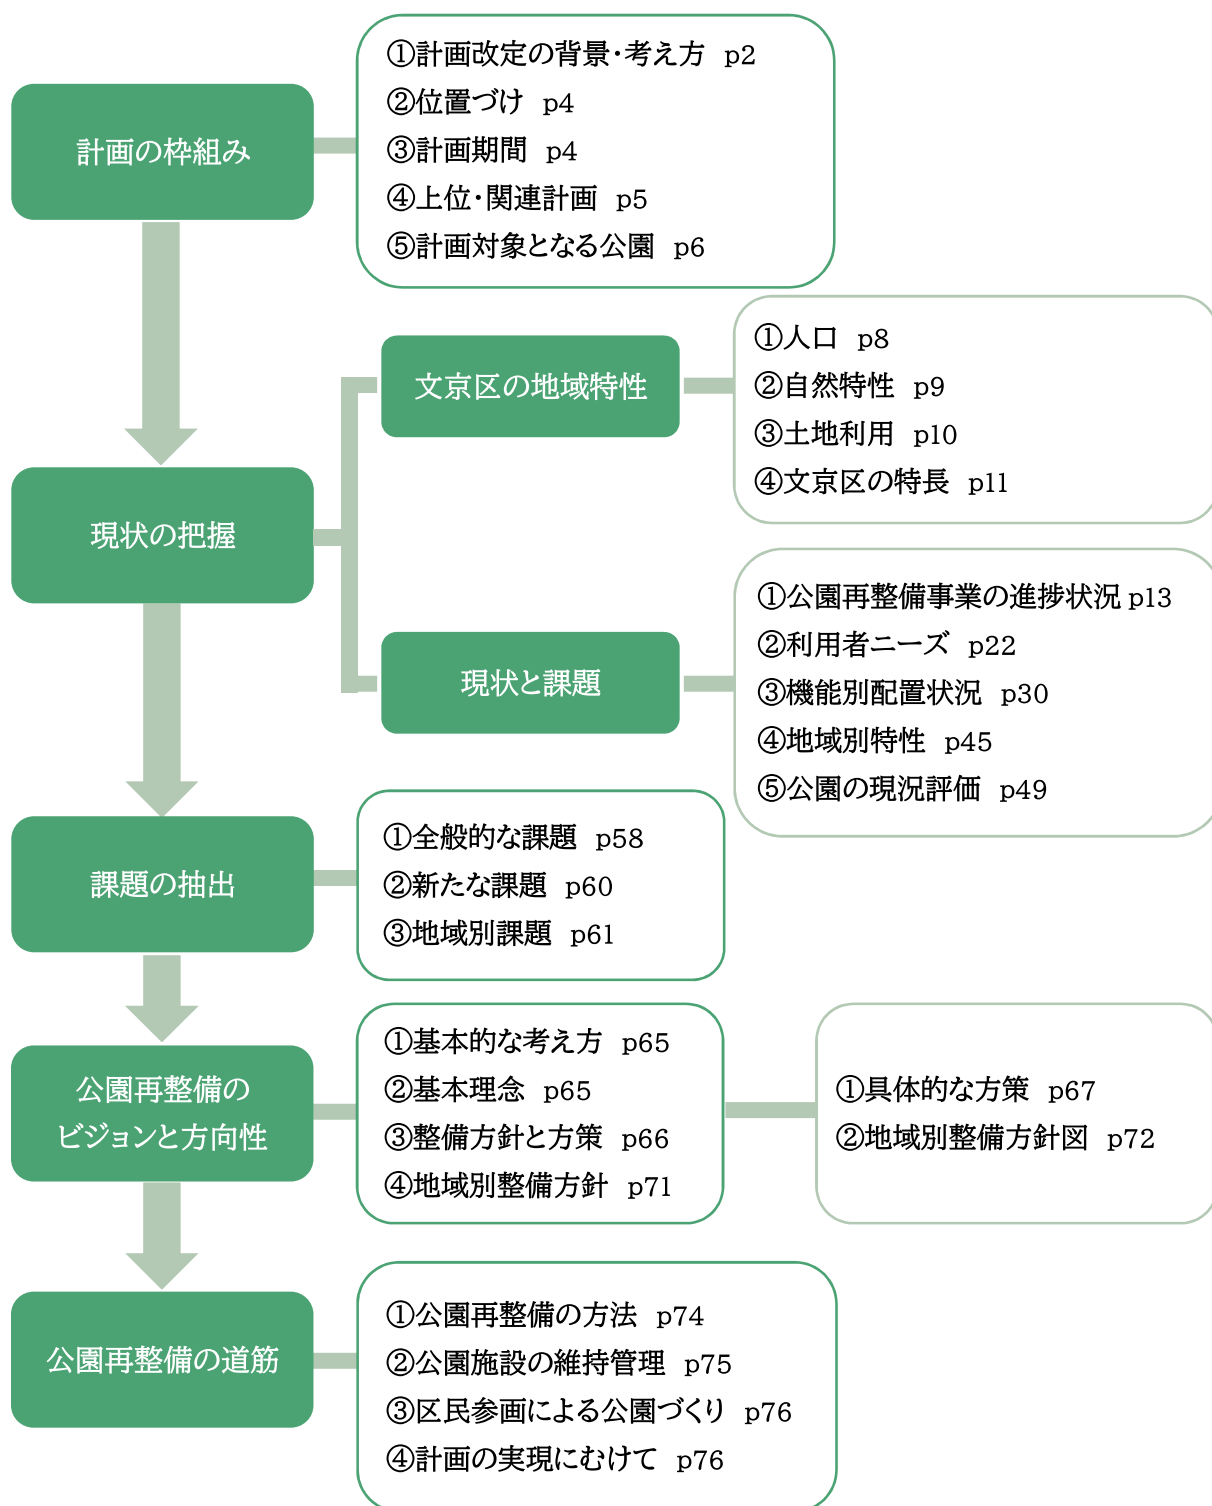 計画の枠組み
①計画改定の背景・考え方 p2
②位置づけ p4
③計画期間 p4
④上位・関連計画 p5
⑤計画対象となる公園 p6
現状の把握
文京区の地域特性
①人口 p8
②自然特性 p9
③土地利用 p10
④文京区の特長 p11
現状と課題
①公園再整備事業の進捗状況 p13
②利用者ニーズ p22
③機能別配置状況 p30
④地域別特性 p45
⑤公園の現況評価 p49
課題の抽出
①全般的な課題 p58
②新たな課題 p60
③地域別課題 p61
公園再整備の
ビジョンと方向性
①基本的な考え方 p65
②基本理念 p65
③整備方針と方策 p66
④地域別整備方針 p71
①具体的な方策 p67
②地域別整備方針図 p72
公園再整備の道筋
①公園再整備の方法 p74
②公園施設の維持管理 p75
③区民参画による公園づくり p76
④計画の実現にむけて p76